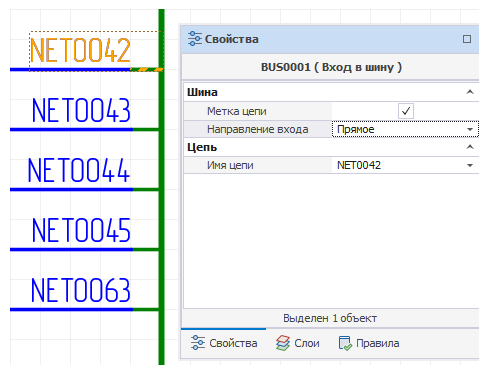 NET0042
NET0043
NET0044
NET0045
NET0063
Свойства
BUS0001 ( Вход в шину )
Шина
Метка цепи
Направление входа Прямое
Цепь
Имя цепи NET0042
Выделен 1 объект
Свойства Слои Правила